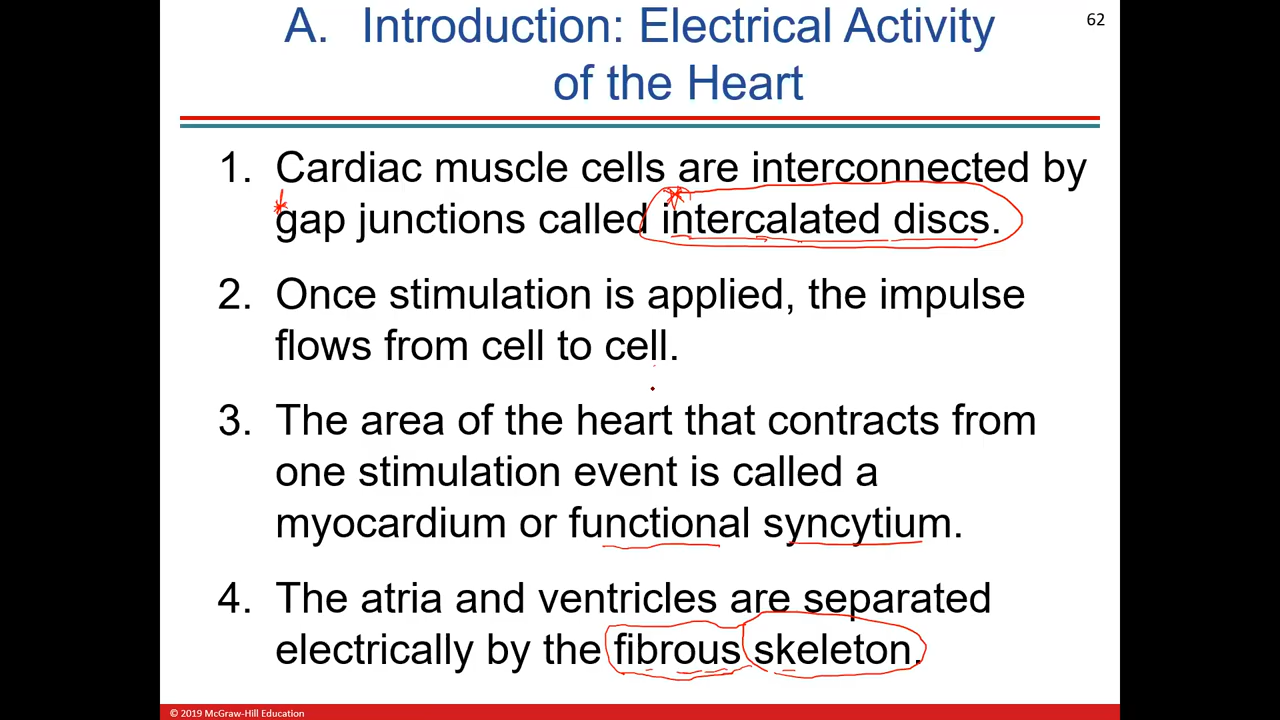 A. Introduction: Electrical Activity
of the Heart
62
1. Cardiac muscle cells are interconnected by
gap junctions called intercalated discs.
2. Once stimulation is applied, the impulse
flows from cell to cell.
3. The area of the heart that contracts from
one stimulation event is called a
myocardium or functional syncytium.
4. The atria and ventricles are separated
electrically by the fibrous skeleton.
© 2019 McGraw-Hill Education